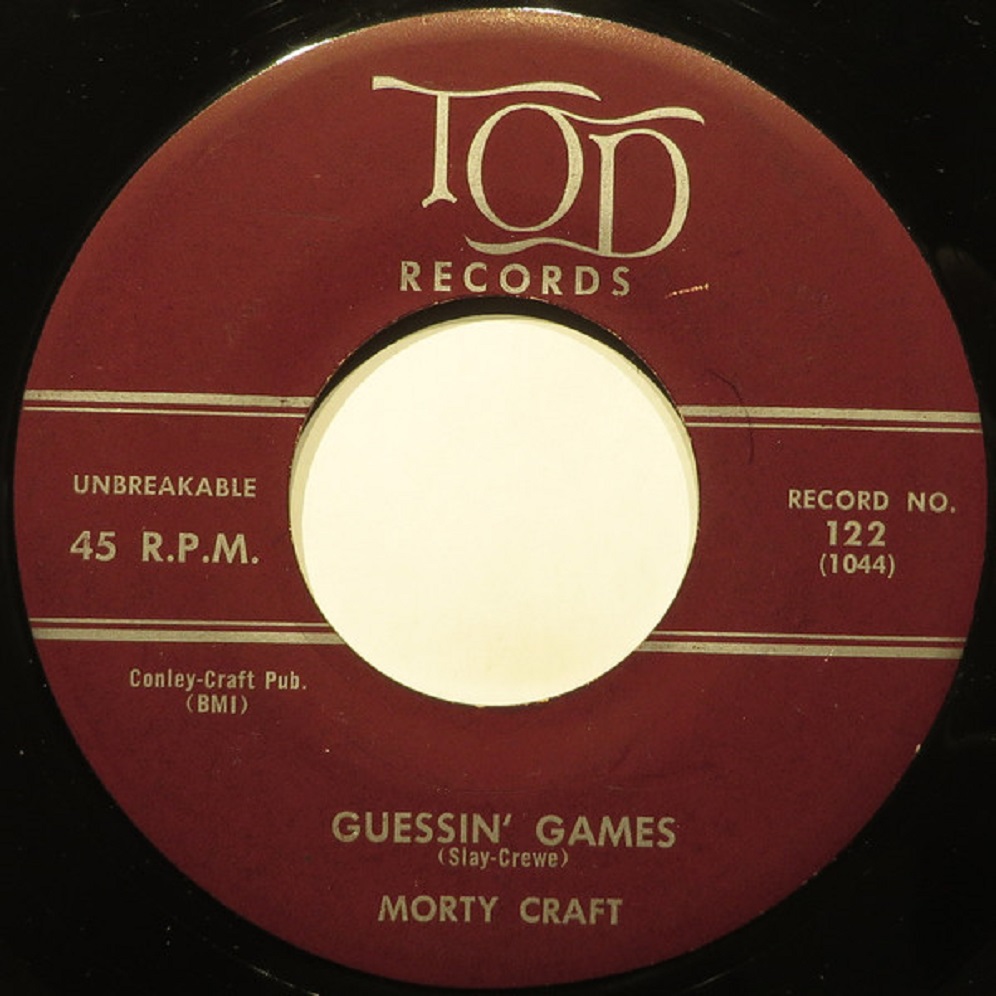 TOD
RECORDS
UNBREAKABLE
45 R.P.M.
RECORD NO.
122
(1044)
Conley-Craft Pub.
(BMI)
GUESSIN' GAMES
(Slay-Crewe)
MORTY CRAFT